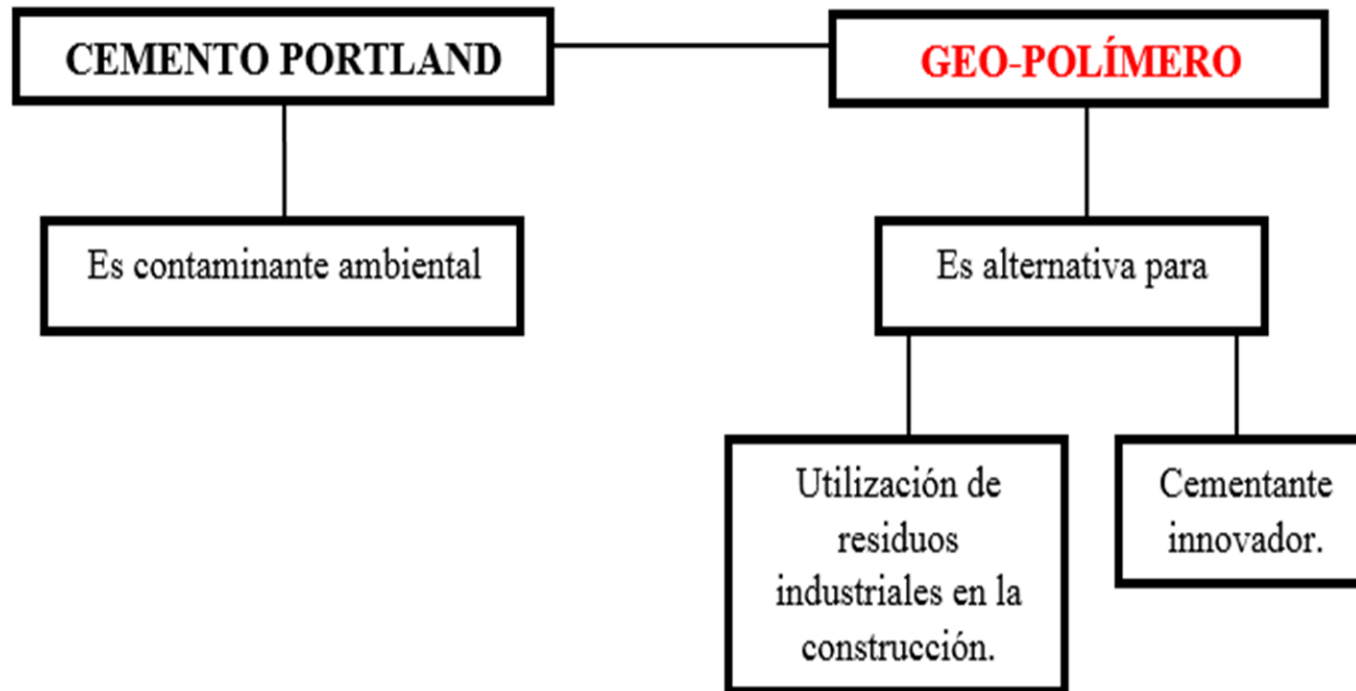 CEMENTO PORTLAND
GEO-POLÍMERO
Es contaminante ambiental
Es alternativa para
Utilización de
residuos
industriales en la
construcción.
Cementante
innovador.